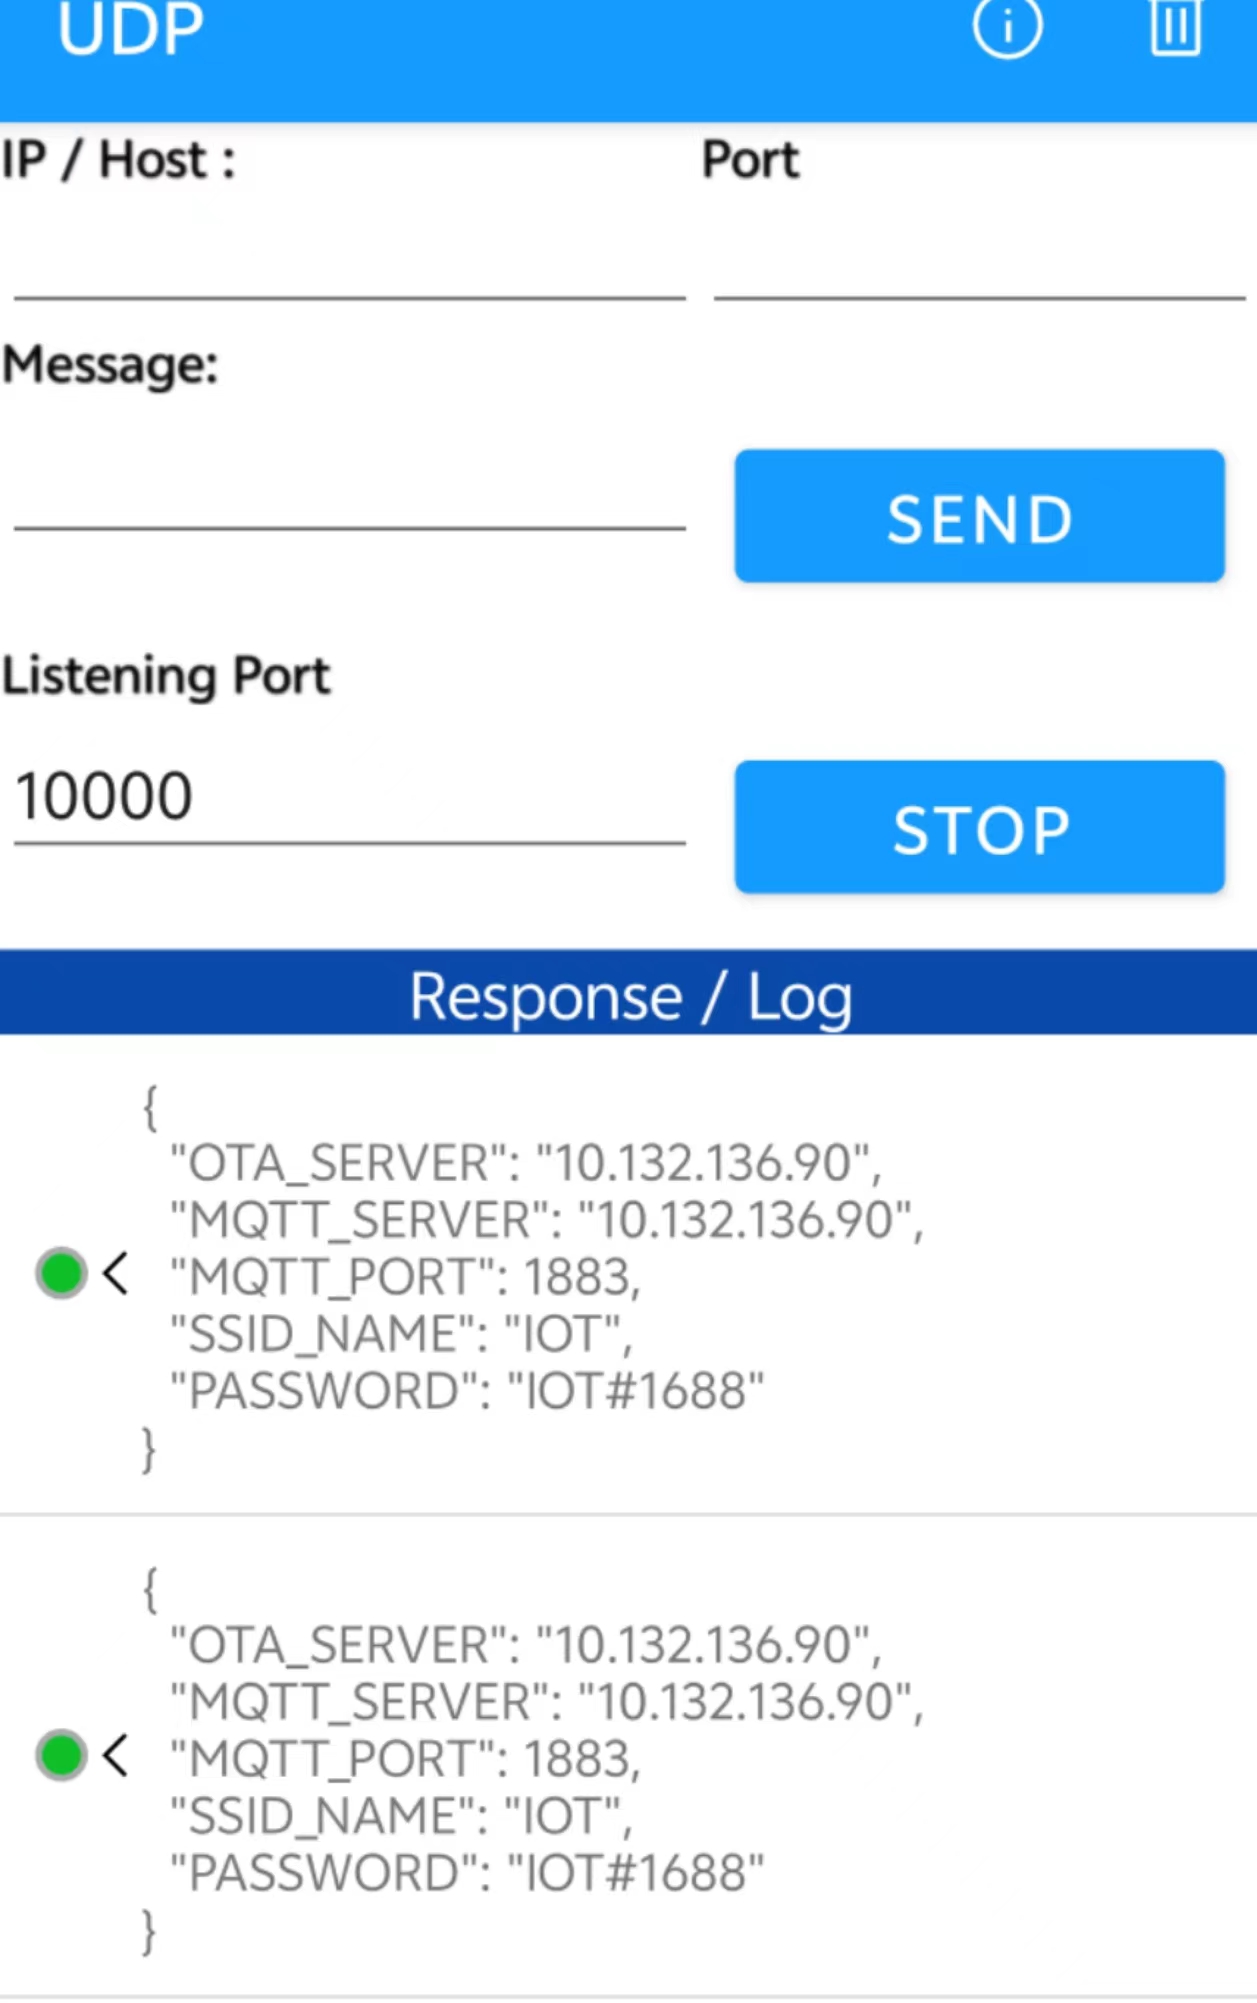 UDP
IP / Host :
Port
Message:
SEND
Listening Port
10000
STOP
Response / Log
{
"OTA_SERVER": "10.132.136.90",
"MQTT_SERVER": "10.132.136.90",
"MQTT_PORT": 1883,
"SSID_NAME": "IOT",
"PASSWORD": "IOT#1688"
}
{
"OTA_SERVER": "10.132.136.90",
"MQTT_SERVER": "10.132.136.90",
"MQTT_PORT": 1883,
"SSID_NAME": "IOT",
"PASSWORD": "IOT#1688"
}